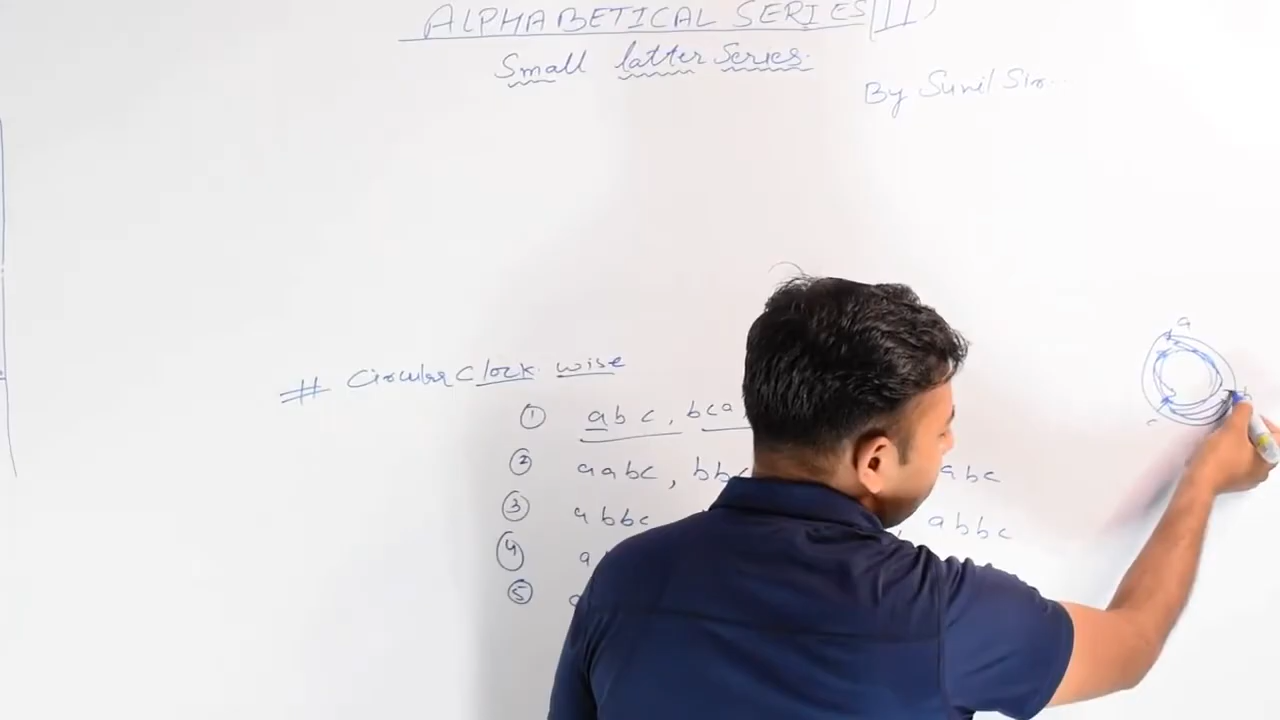 ALPHABETICAL SERIES (II)
Small latter Series.
By Sunil Sir...
# Circular Clock wise
① abc, bca,
② aabc, bbc abc
③ abbc , abbc
④ a
⑤ a
a
c